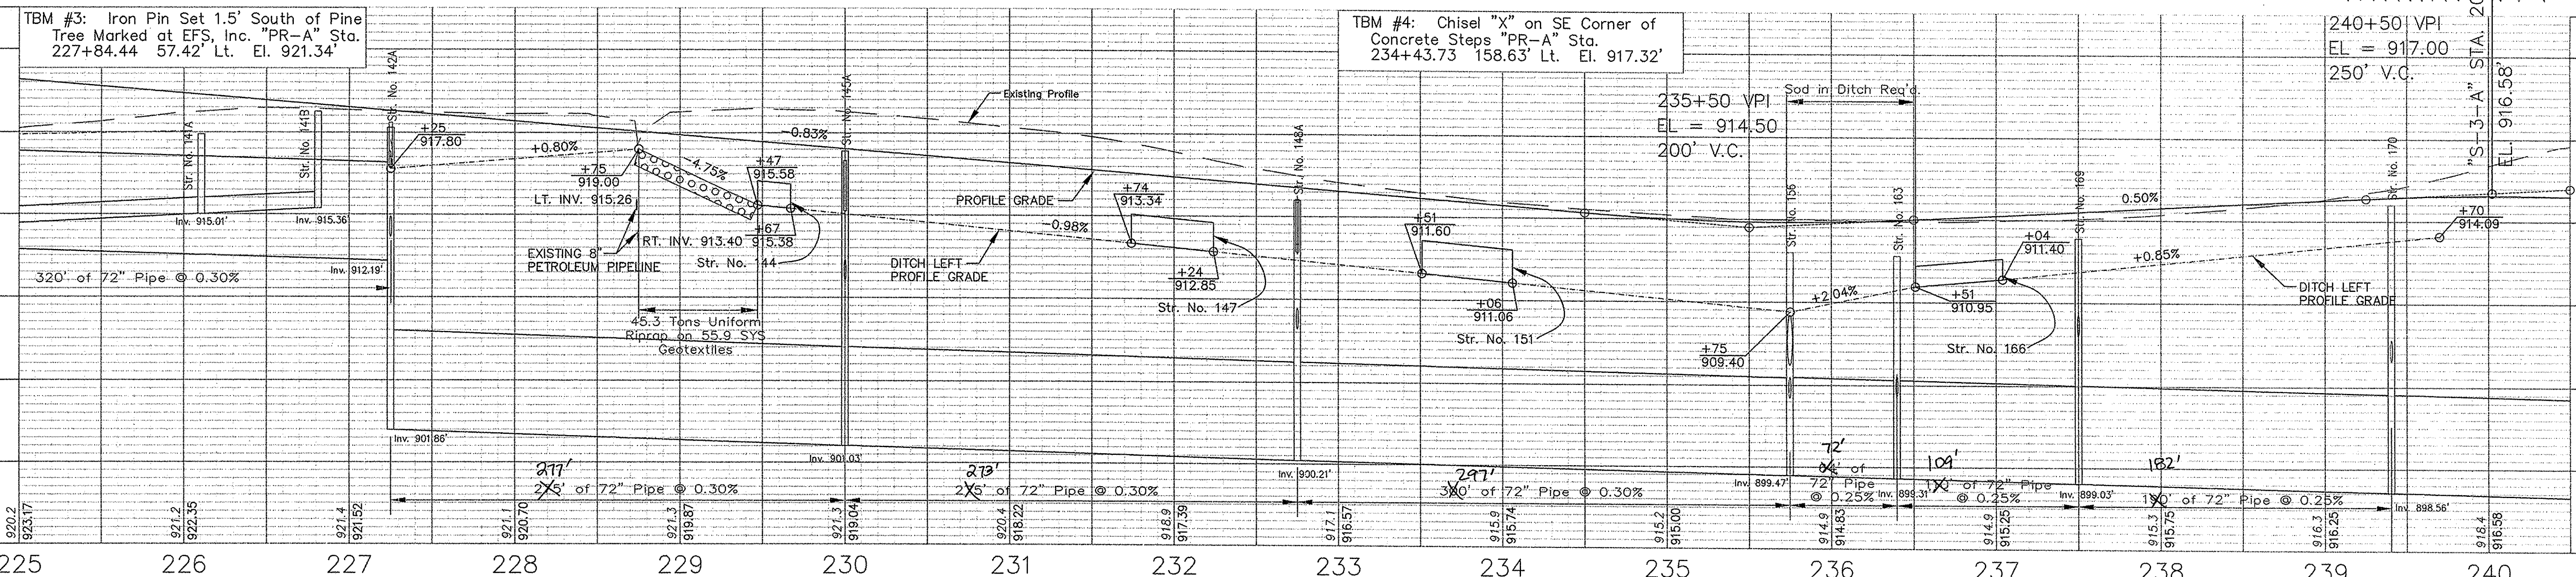 TBM #3: Iron Pin Set 1.5' South of Pine
Tree Marked at EFS, Inc. "PR-A" Sta.
227+84.44 57.42' Lt. El. 921.34'
TBM #4: Chisel "X" on SE Corner of
Concrete Steps "PR-A" Sta.
234+43.73 158.63' Lt. El. 917.32'
240+50 VPI
EL = 917.00
250' V.C.
"S-3-A" STA. 20
EL. 916.58'
235+50 VPI
EL = 914.50
200' V.C.
Sod in Ditch Req'd.
Existing Profile
Str. No. 141A
Str. No. 141B
Str. No. 142A
Str. No. 145A
Str. No. 148A
Str. No. 156
Str. No. 163
Str. No. 169
Str. No. 170
+25
917.80
+0.80%
-4.75%
-0.83%
+47
915.58
+75
919.00
LT. INV. 915.26
RT. INV. 913.40
+67
915.38
Str. No. 144
EXISTING 8"
PETROLEUM PIPELINE
45.3 Tons Uniform
Riprap on 55.9 SYS
Geotextiles
PROFILE GRADE
-0.98%
DITCH LEFT
PROFILE GRADE
+74
913.34
+24
912.85
Str. No. 147
+51
911.60
+06
911.06
Str. No. 151
+75
909.40
+2.04%
+51
910.95
+04
911.40
Str. No. 166
0.50%
+0.85%
+70
914.09
DITCH LEFT
PROFILE GRADE
Inv. 915.01'
Inv. 915.36'
Inv. 912.19'
320' of 72" Pipe @ 0.30%
Inv. 901.86'
Inv. 901.03'
Inv. 900.21'
Inv. 899.47'
Inv. 899.31'
Inv. 899.03'
Inv. 898.56'
277'
275' of 72" Pipe @ 0.30%
273'
275' of 72" Pipe @ 0.30%
297'
300' of 72" Pipe @ 0.30%
72'
of
72" Pipe
@ 0.25%
109'
of 72" Pipe
@ 0.25%
182'
of 72" Pipe @ 0.25%
920.2 921.2 921.4 921.1 921.3 921.3 920.4 918.9 917.1 915.9 915.2 914.9 914.9 915.3 916.3 918.4
923.17 922.35 921.52 920.70 919.87 919.04 918.22 917.39 916.57 915.74 915.00 914.83 915.25 915.75 916.25 916.58
225 226 227 228 229 230 231 232 233 234 235 236 237 238 239 240